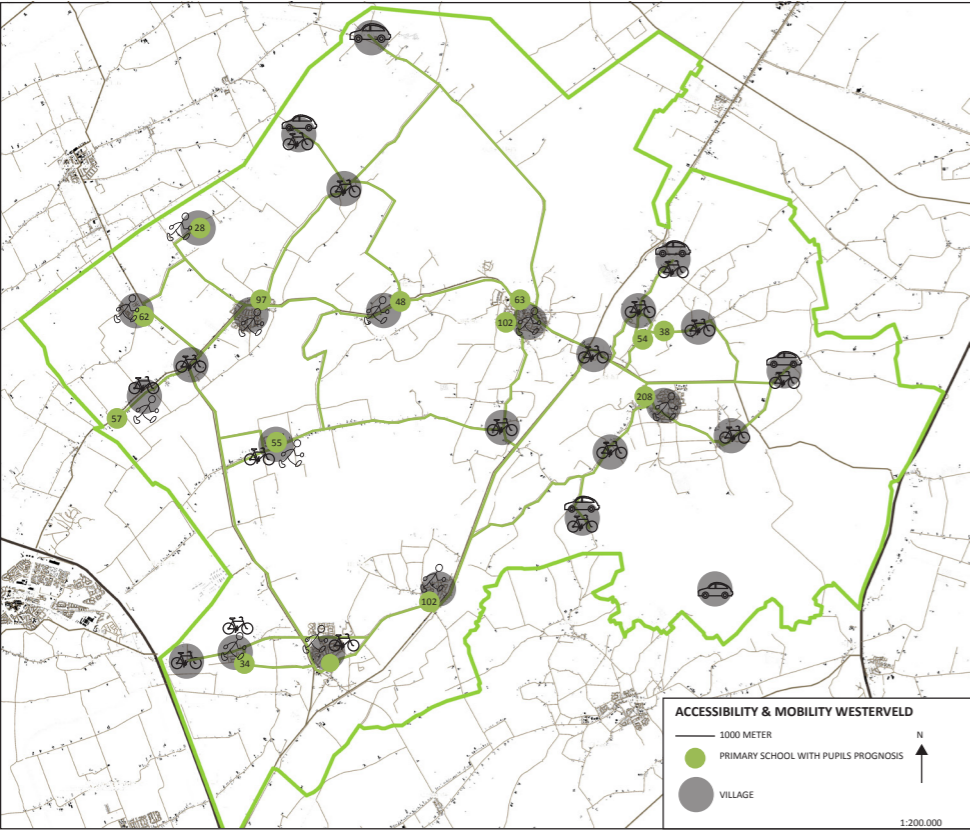 28
97
62
48
63
102
54
38
208
57
55
102
34
ACCESSIBILITY & MOBILITY WESTERVELD
1000 METER
N
PRIMARY SCHOOL WITH PUPILS PROGNOSIS
VILLAGE
1:200.000